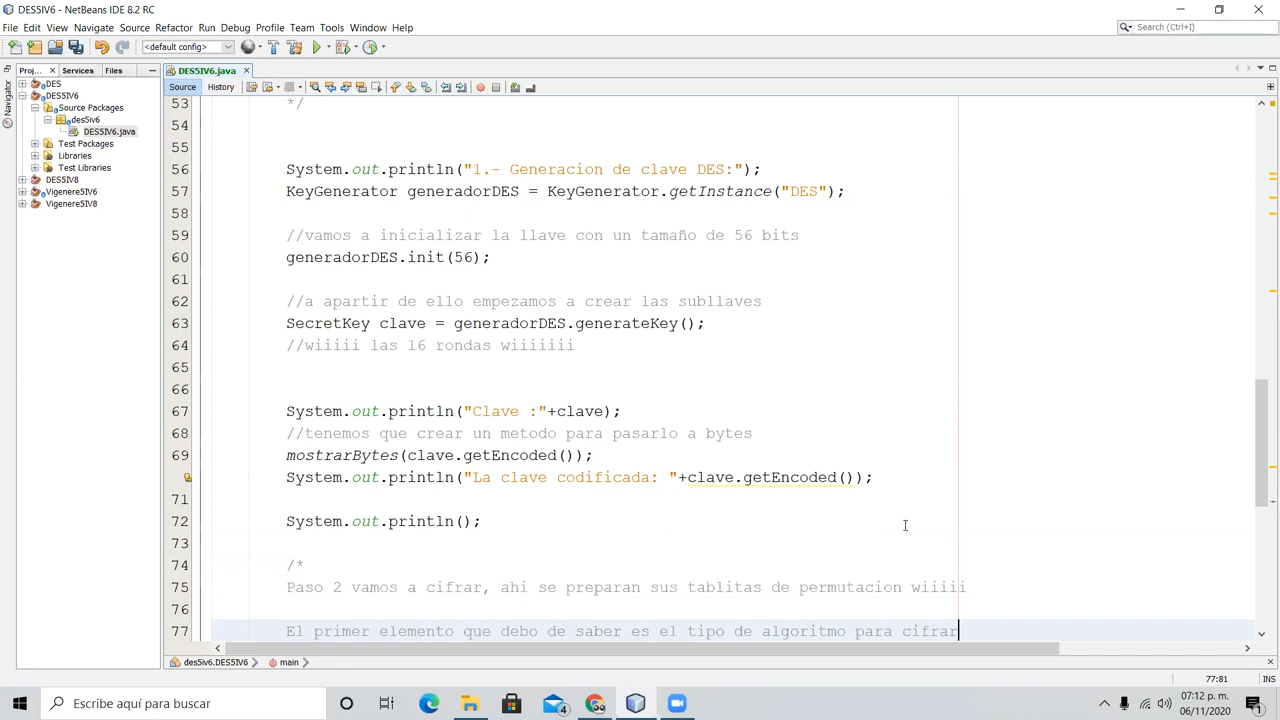 DES5IV6 - NetBeans IDE 8.2 RC
File Edit View Navigate Source Refactor Run Debug Profile Team Tools Window Help
Search (Ctrl+I)
<default config>
Proj... Services Files
DES5IV6.java
Navigator
DES
DES5IV6
Source Packages
des5iv6
DES5IV6.java
Test Packages
Libraries
Test Libraries
DES5IV8
Vigenere5IV6
Vigenere5IV8
Source History
53 */
54
55
56 System.out.println("1.- Generacion de clave DES:");
57 KeyGenerator generadorDES = KeyGenerator.getInstance("DES");
58
59 //vamos a inicializar la llave con un tamaño de 56 bits
60 generadorDES.init(56);
61
62 //a apartir de ello empezamos a crear las subllaves
63 SecretKey clave = generadorDES.generateKey();
64 //wiiiii las 16 rondas wiiiiiii
65
66
67 System.out.println("Clave :"+clave);
68 //tenemos que crear un metodo para pasarlo a bytes
69 mostrarBytes(clave.getEncoded());
System.out.println("La clave codificada: "+clave.getEncoded());
71
72 System.out.println();
73
74 /*
75 Paso 2 vamos a cifrar, ahi se preparan sus tablitas de permutacion wiiiii
76
77 El primer elemento que debo de saber es el tipo de algoritmo para cifrar
des5iv6.DES5IV6 main
77:81 INS
Escribe aquí para buscar
4
07:12 p. m.
06/11/2020
1